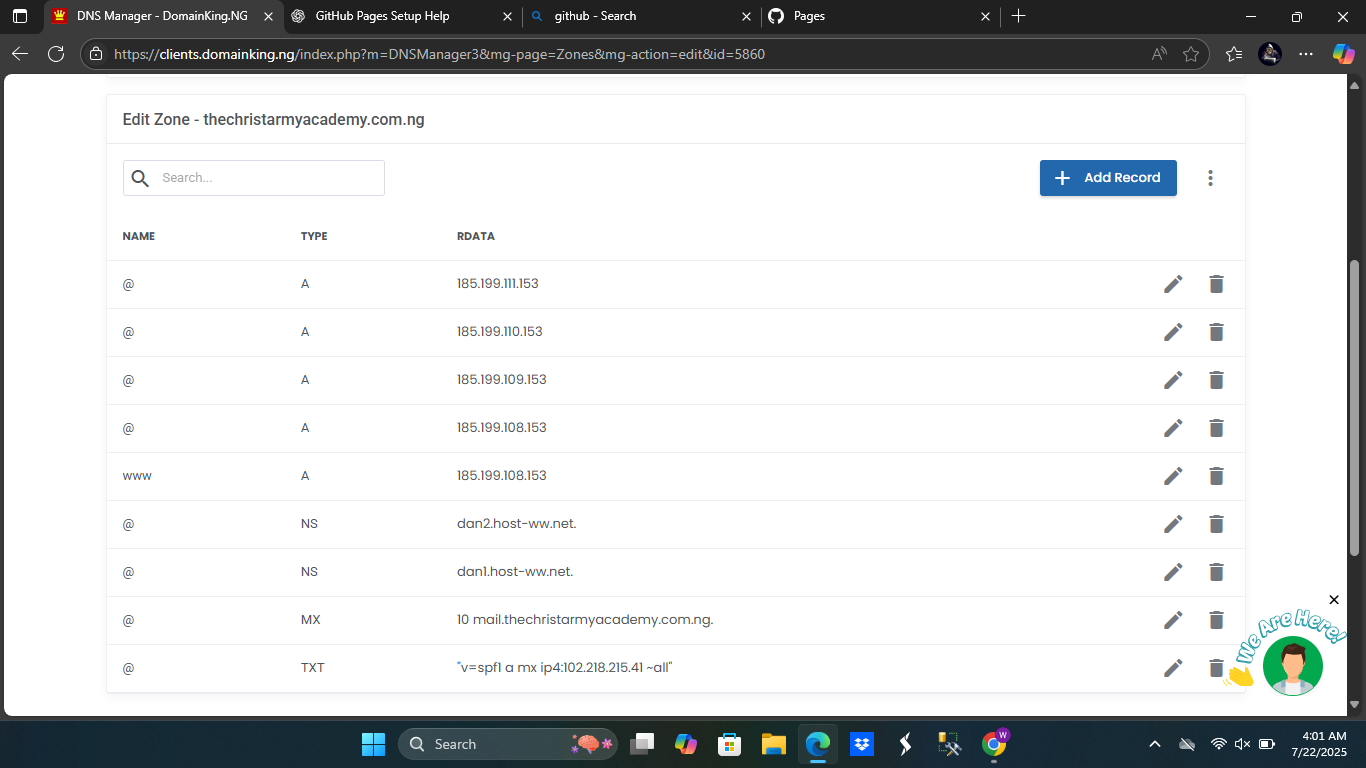 DNS Manager - DomainKing.NG
GitHub Pages Setup Help
github - Search
Pages
https://clients.domainking.ng/index.php?m=DNSManager3&mg-page=Zones&mg-action=edit&id=5860
Edit Zone - thechristarmyacademy.com.ng
Search...
Add Record
NAME TYPE RDATA
@ A 185.199.111.153
@ A 185.199.110.153
@ A 185.199.109.153
@ A 185.199.108.153
www A 185.199.108.153
@ NS dan2.host-ww.net.
@ NS dan1.host-ww.net.
@ MX 10 mail.thechristarmyacademy.com.ng.
@ TXT "v=spf1 a mx ip4:102.218.215.41 ~all"
We Are Here!
Search
W
4:01 AM
7/22/2025